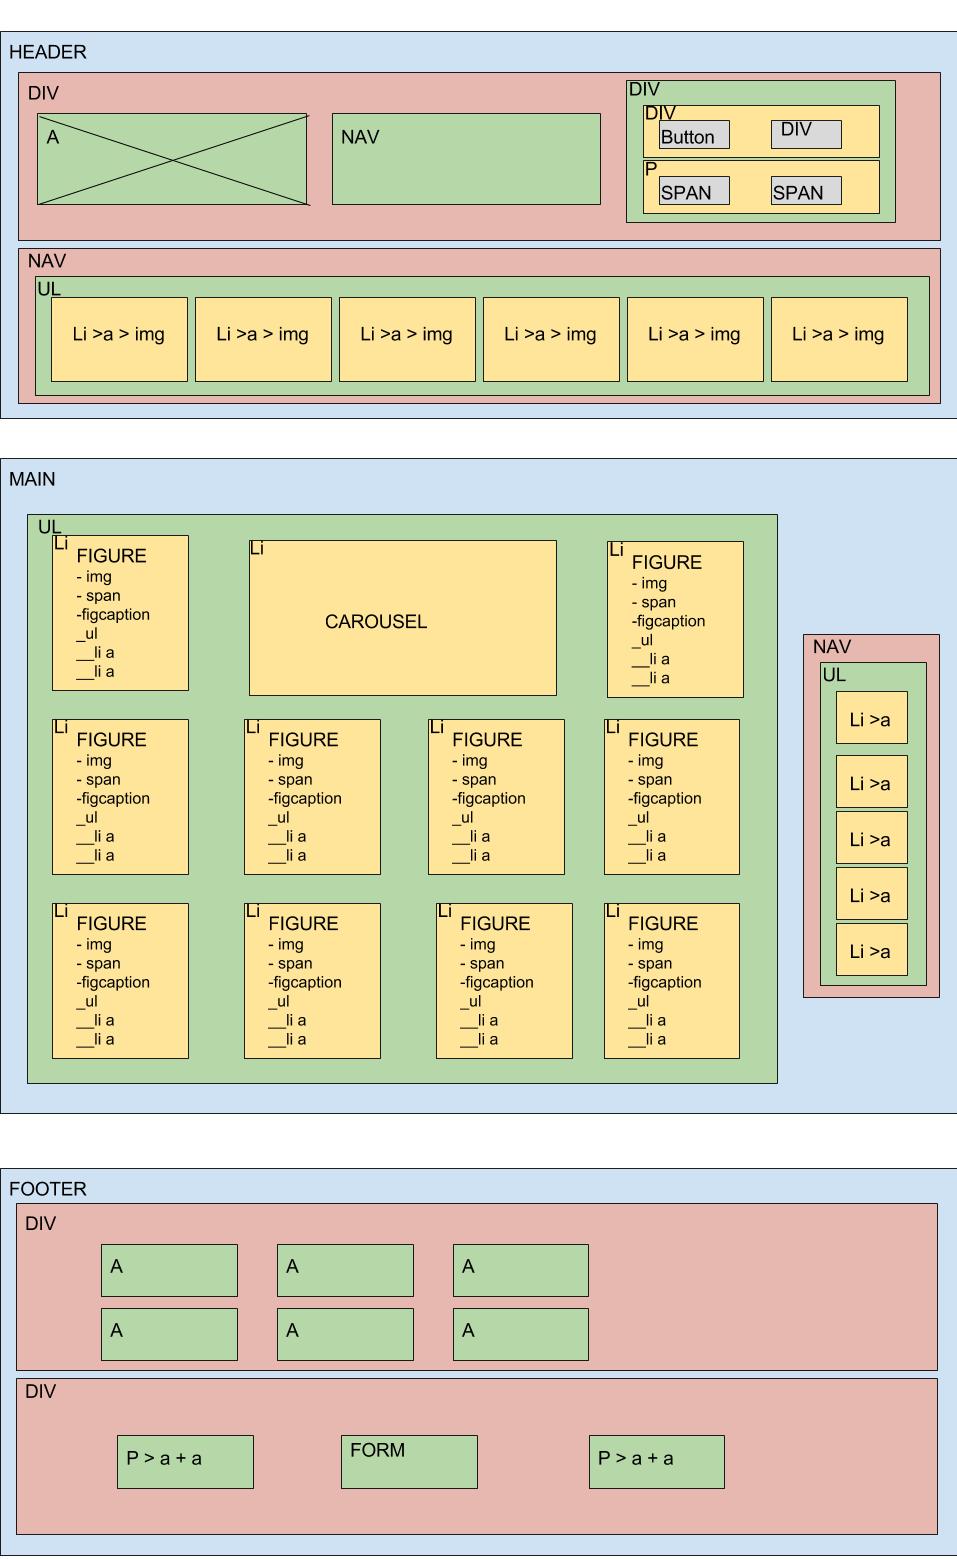 HEADER
DIV
A
NAV
DIV
DIV
Button
DIV
P
SPAN
SPAN
NAV
UL
Li >a > img
Li >a > img
Li >a > img
Li >a > img
Li >a > img
Li >a > img
MAIN
UL
Li
FIGURE
- img
- span
-figcaption
_ul
__li a
__li a
Li
CAROUSEL
Li
FIGURE
- img
- span
-figcaption
_ul
__li a
__li a
Li
FIGURE
- img
- span
-figcaption
_ul
__li a
__li a
Li
FIGURE
- img
- span
-figcaption
_ul
__li a
__li a
Li
FIGURE
- img
- span
-figcaption
_ul
__li a
__li a
Li
FIGURE
- img
- span
-figcaption
_ul
__li a
__li a
Li
FIGURE
- img
- span
-figcaption
_ul
__li a
__li a
Li
FIGURE
- img
- span
-figcaption
_ul
__li a
__li a
Li
FIGURE
- img
- span
-figcaption
_ul
__li a
__li a
Li
FIGURE
- img
- span
-figcaption
_ul
__li a
__li a
NAV
UL
Li >a
Li >a
Li >a
Li >a
Li >a
FOOTER
DIV
A
A
A
A
A
A
DIV
P > a + a
FORM
P > a + a